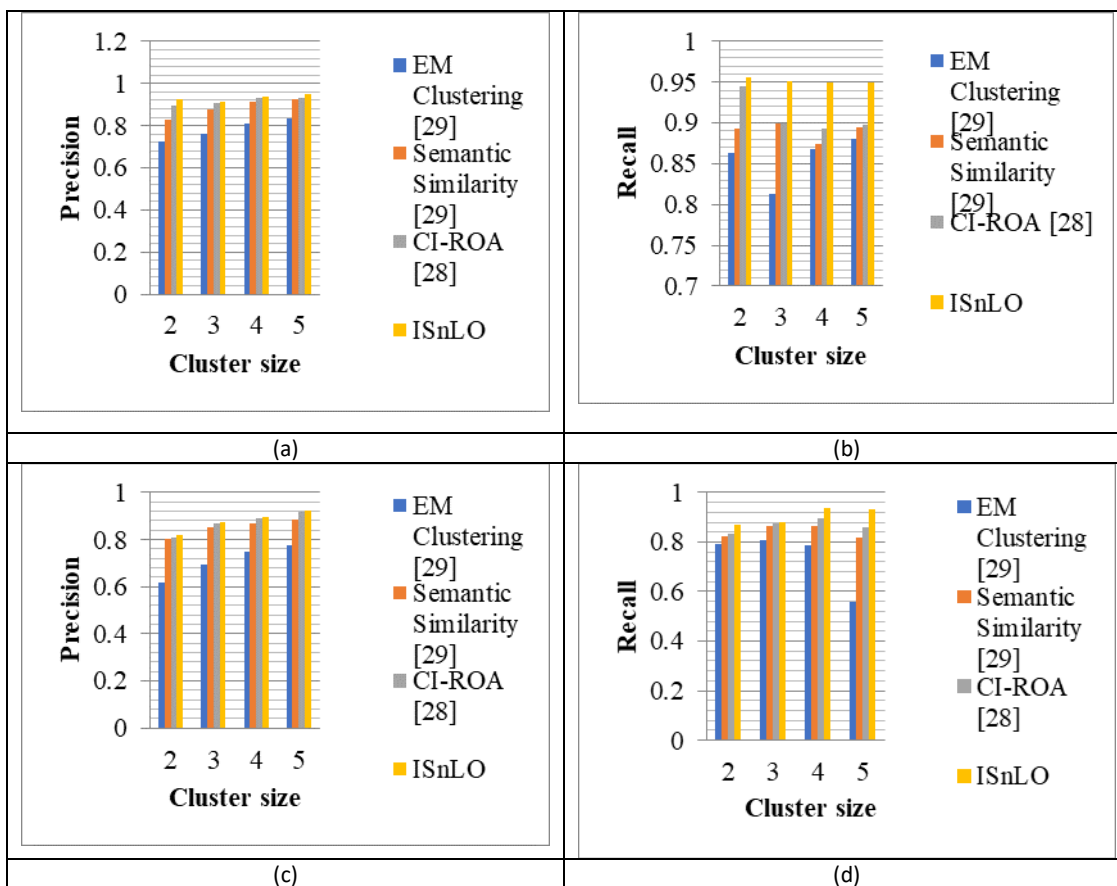 1.2
1
0.8
0.6
0.4
0.2
0
Precision
2 3 4 5
Cluster size
EM
Clustering
[29]
Semantic
Similarity
[29]
CI-ROA
[28]
ISnLO
(a)
1
0.95
0.9
0.85
0.8
0.75
0.7
Recall
2 3 4 5
Cluster size
EM
Clustering
[29]
Semantic
Similarity
[29]
CI-ROA [28]
ISnLO
(b)
1
0.8
0.6
0.4
0.2
0
Precision
2 3 4 5
Cluster size
EM
Clustering
[29]
Semantic
Similarity
[29]
CI-ROA
[28]
ISnLO
(c)
1
0.8
0.6
0.4
0.2
0
Recall
2 3 4 5
Cluster size
EM
Clustering
[29]
Semantic
Similarity
[29]
CI-ROA
[28]
ISnLO
(d)